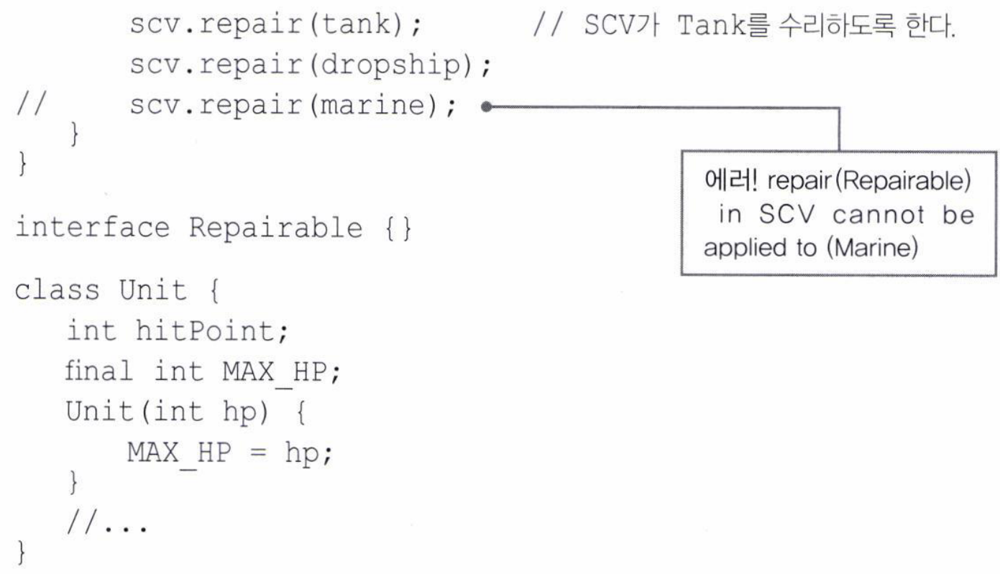 scv.repair(tank);        // SCV가 Tank를 수리하도록 한다.
scv.repair(dropship);
//      scv.repair(marine);
}
}
에러! repair(Repairable)
in SCV cannot be
applied to (Marine)
interface Repairable {}
class Unit {
int hitPoint;
final int MAX_HP;
Unit(int hp) {
MAX_HP = hp;
}
//...
}